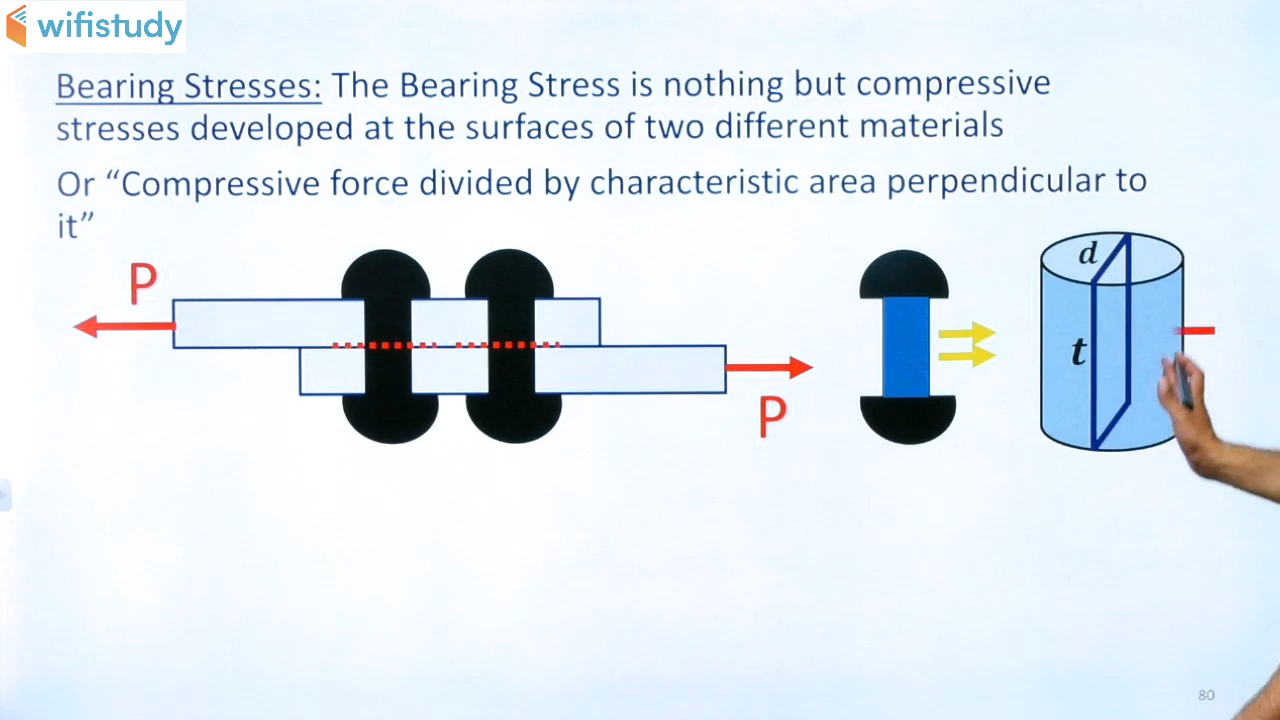 wifistudy
Bearing Stresses: The Bearing Stress is nothing but compressive
stresses developed at the surfaces of two different materials
Or “Compressive force divided by characteristic area perpendicular to
it”
P
P
d
t
80